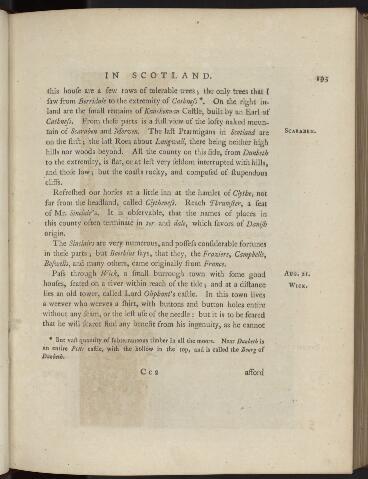 IN SCOTLAND.
193
this house are a few rows of tolerable trees; the only trees that I
saw from Berridale to the extremity of Cathness *. On the right in-
land are the small remains of Knackennan Castle, built by an Earl of
Cathness. From these parts is a full view of the lofty naked moun-
tain of Scaraben and Morven. The last Ptarmigans in Scotland are
SCARABEN.
on the first; the last Roes about Langwall, there being neither high
hills nor woods beyond. All the county on this side, from Dunbeth
to the extremity, is flat, or at lest very seldom interrupted with hills,
and those low; but the coasts rocky, and composed of stupendous
cliffs.
Refreshed our horses at a little inn at the hamlet of Clythe, not
far from the headland, called Clytheness. Reach Thrumster, a seat
of Mr. Sinclair's. It is observable, that the names of places in
this county often terminate in ter and dale, which savors of Danish
origin.
The Sinclairs are very numerous, and possess considerable fortunes
in these parts; but Boethius says, that they, the Fraziers, Campbells,
Boswells, and many others, came originally from France.
Pass through Wick, a small burrough town with some good
AUG. 21.
houses, seated on a river within reach of the tide; and at a distance
WICK.
lies an old tower, called Lord Oliphant's castle. In this town lives
a weaver who weaves a shirt, with buttons and button holes entire
without any seam, or the lest use of the needle: but it is to be feared
that he will scarce find any benefit from his ingenuity, as he cannot
* But vast quantity of subterraneous timber in all the moors. Near Dunbeth is
an entire Picts castle, with the hollow in the top, and is called the Bourg of
Dunbeth.
C c 2
afford